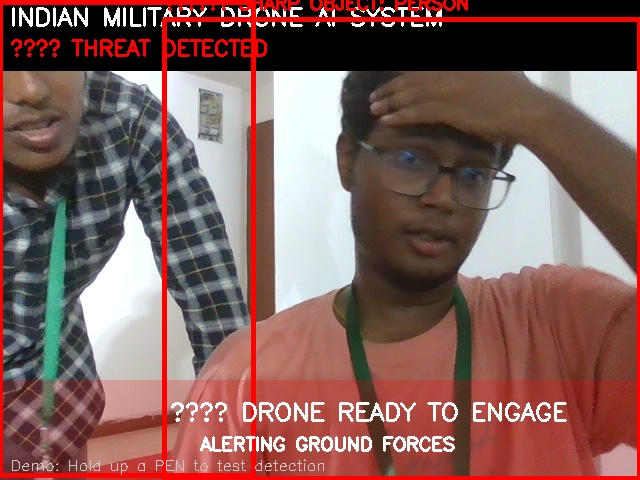 SHARP OBJECT! PERSON
INDIAN MILITARY DRONE AI SYSTEM
???? THREAT DETECTED
???? DRONE READY TO ENGAGE
ALERTING GROUND FORCES
Demo: Hold up a PEN to test detection